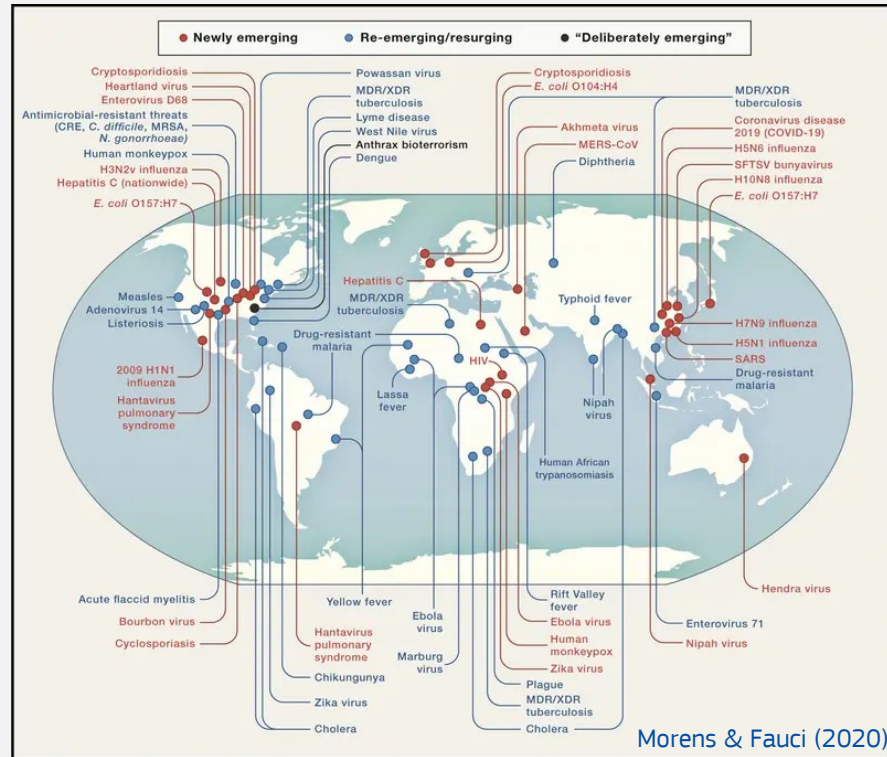 Newly emerging
Re-emerging/resurging
“Deliberately emerging”
Cryptosporidiosis
Heartland virus
Enterovirus D68
Antimicrobial-resistant threats
(CRE, C. difficile, MRSA,
N. gonorrhoeae)
Human monkeypox
H3N2v influenza
Hepatitis C (nationwide)
E. coli O157:H7
Powassan virus
MDR/XDR
tuberculosis
Lyme disease
West Nile virus
Anthrax bioterrorism
Dengue
Cryptosporidiosis
E. coli O104:H4
Akhmeta virus
MERS-CoV
Diphtheria
MDR/XDR
tuberculosis
Coronavirus disease
2019 (COVID-19)
H5N6 influenza
SFTSV bunyavirus
H10N8 influenza
E. coli O157:H7
Measles
Adenovirus 14
Listeriosis
2009 H1N1
influenza
Hantavirus
pulmonary
syndrome
Hepatitis C
MDR/XDR
tuberculosis
Drug-resistant
malaria
HIV
Lassa
fever
Typhoid fever
Nipah
virus
Human African
trypanosomiasis
H7N9 influenza
H5N1 influenza
SARS
Drug-resistant
malaria
Acute flaccid myelitis
Bourbon virus
Cyclosporiasis
Hantavirus
pulmonary
syndrome
Chikungunya
Zika virus
Cholera
Yellow fever
Ebola
virus
Marburg
virus
Rift Valley
fever
Ebola virus
Human
monkeypox
Zika virus
Plague
MDR/XDR
tuberculosis
Cholera
Hendra virus
Enterovirus 71
Nipah virus
Morens & Fauci (2020)